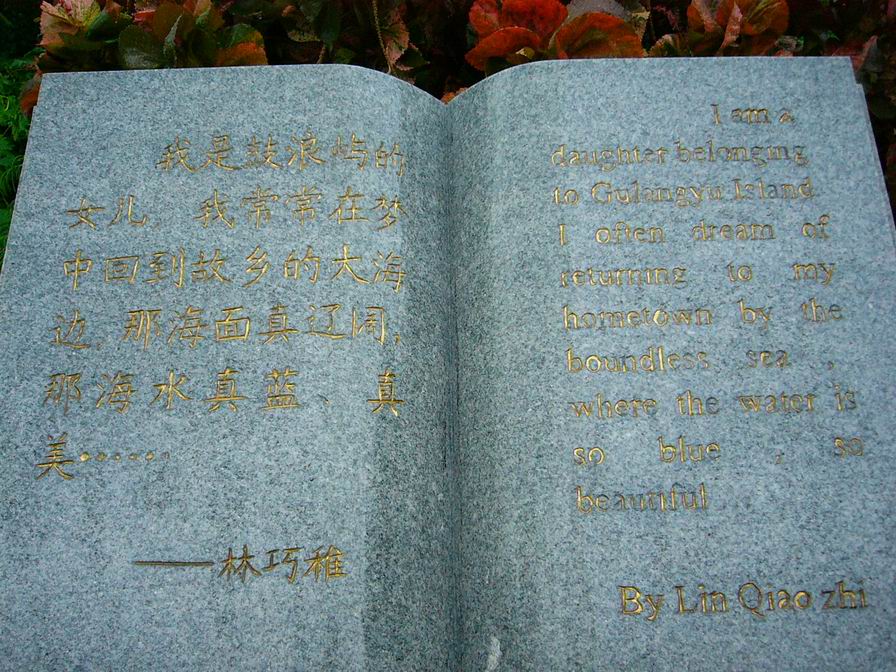 我是鼓浪屿的
女儿，我常常在梦
中回到故乡的大海
边，那海面真辽阔，
那海水真蓝、真
美……
——林巧稚
I am a
daughter belonging
to Gulangyu Island
I often dream of
returning to my
hometown by the
boundless sea ,
where the water is
so blue , so
beautiful
By Lin Qiao zhi